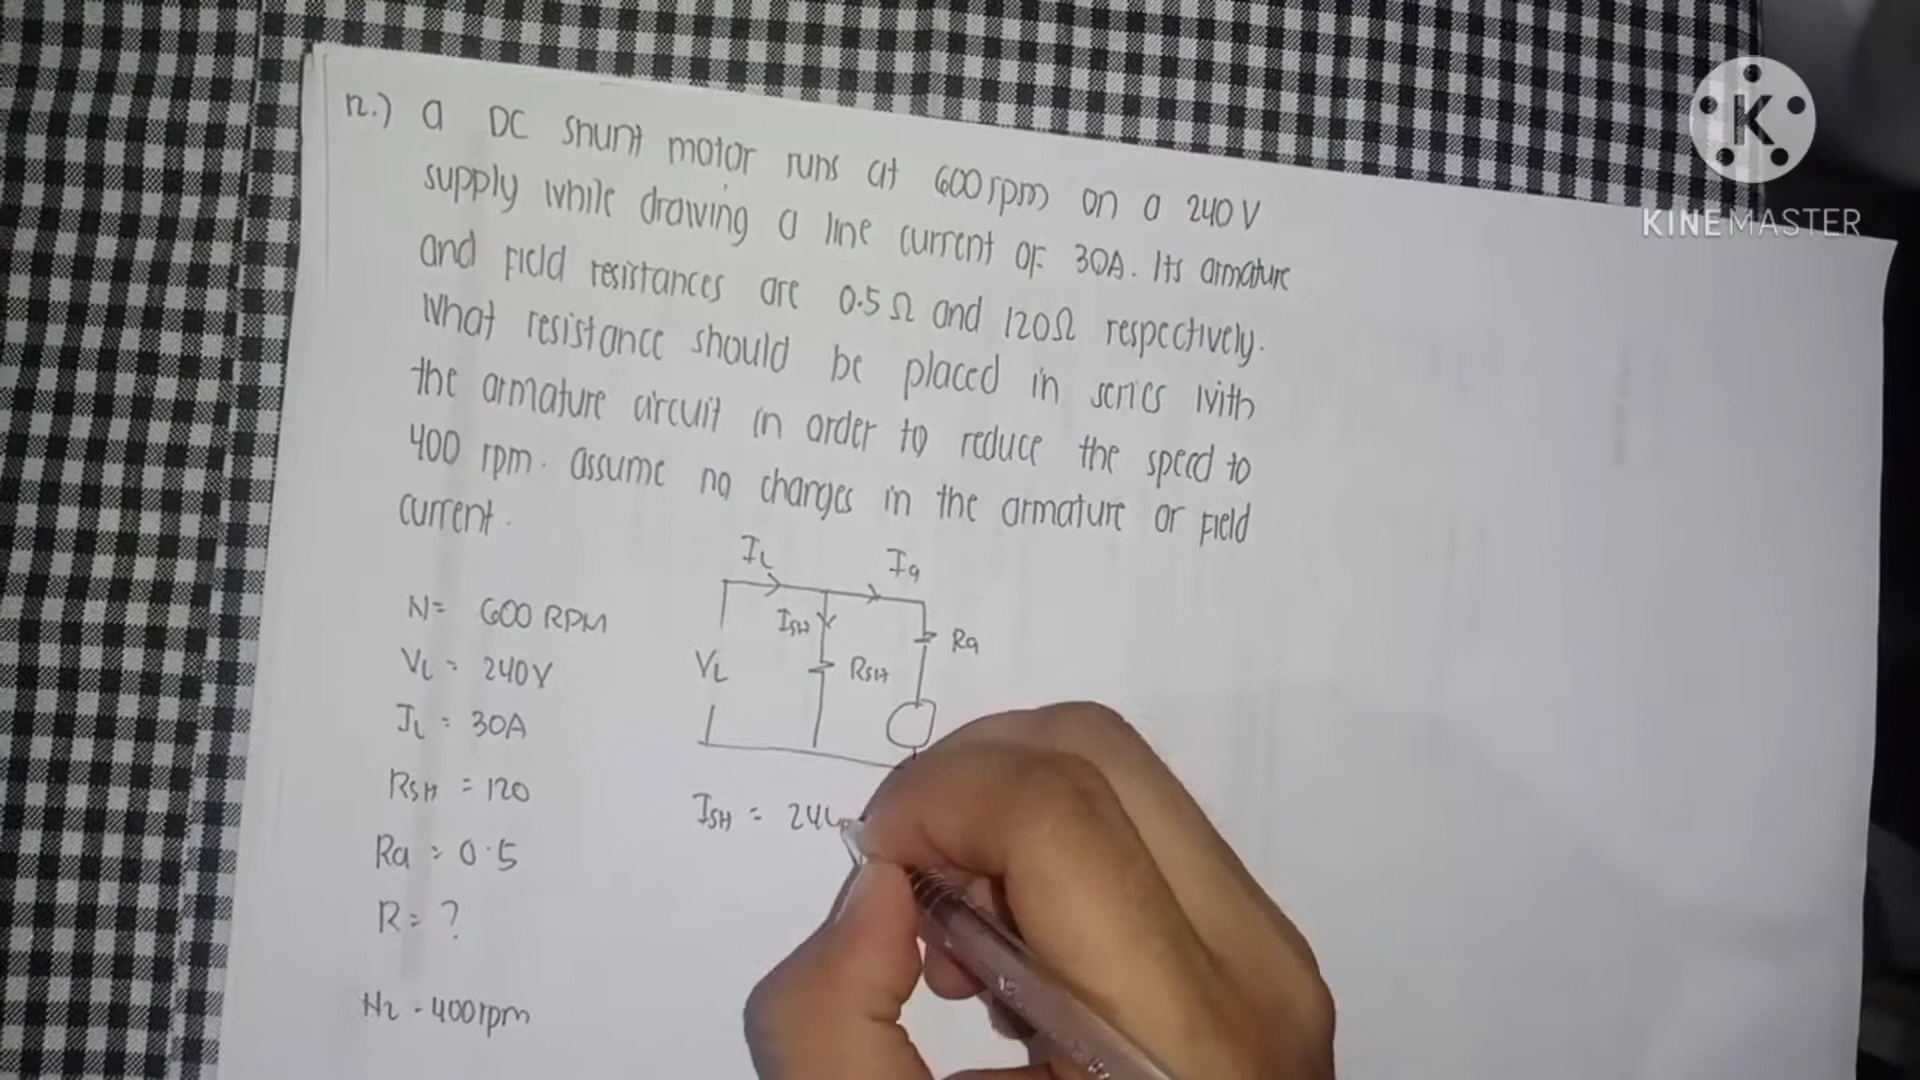 12.) a DC shunt motor runs at 600 rpm on a 240 V
supply while drawing a line current of 30A. Its armature
and field resistances are 0.5 Ω and 120Ω respectively.
What resistance should be placed in series with
the armature circuit in order to reduce the speed to
400 rpm. assume no changes in the armature or field
current.
N = 600 RPM
VL = 240V
IL = 30A
RSH = 120
Ra = 0.5
R = ?
N2 - 400rpm
IL
Ia
ISH
Ra
VL
RSH
ISH = 240
K
KINEMASTER